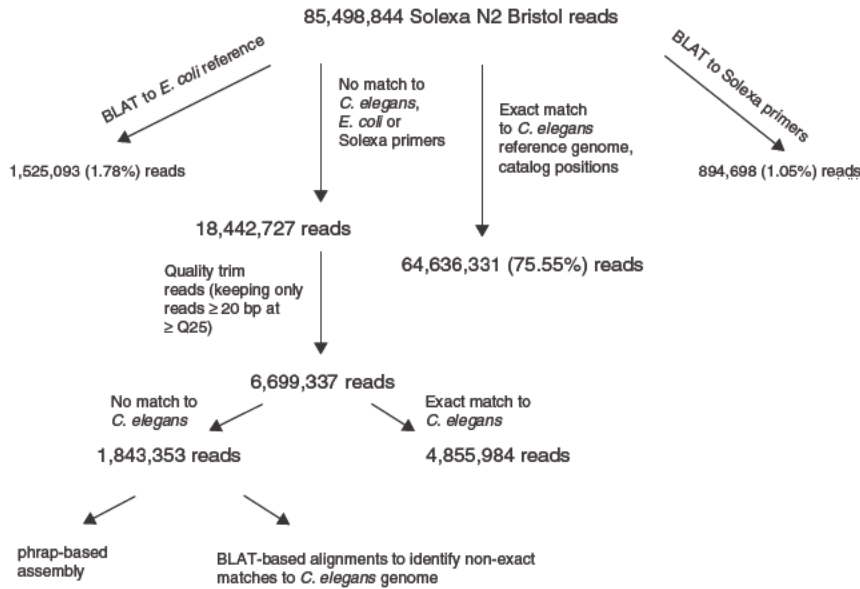 85,498,844 Solexa N2 Bristol reads
BLAT to E. coli reference
No match to
C. elegans,
E. coli or
Solexa primers
Exact match
to C. elegans
reference genome,
catalog positions
BLAT to Solexa primers
1,525,093 (1.78%) reads
894,698 (1.05%) reads
18,442,727 reads
64,636,331 (75.55%) reads
Quality trim
reads (keeping only
reads ≥ 20 bp at
≥ Q25)
6,699,337 reads
No match to
C. elegans
Exact match to
C. elegans
1,843,353 reads
4,855,984 reads
phrap-based
assembly
BLAT-based alignments to identify non-exact
matches to C. elegans genome